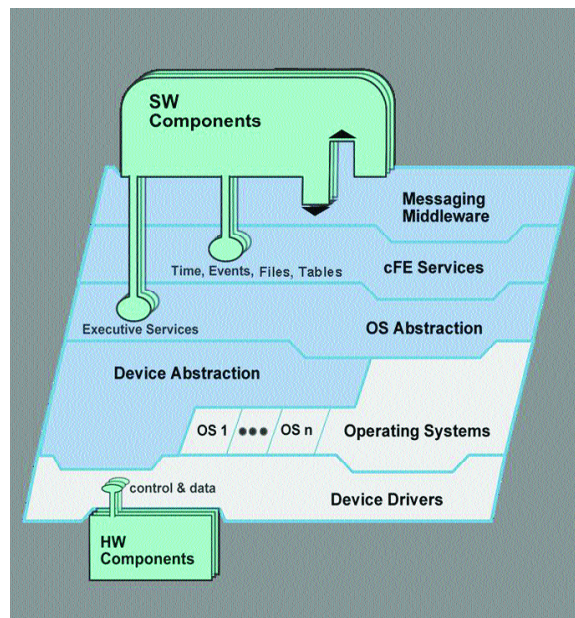 SW
Components
Messaging
Middleware
Time, Events, Files, Tables
cFE Services
Executive Services
OS Abstraction
Device Abstraction
OS 1 ●●● OS n
Operating Systems
control & data
Device Drivers
HW
Components